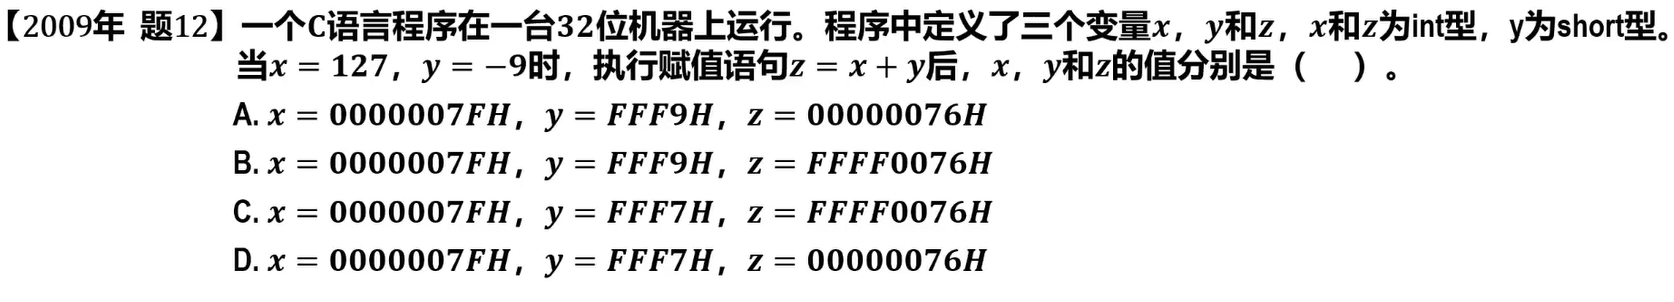 【2009年 题12】一个C语言程序在一台32位机器上运行。程序中定义了三个变量x，y和z，x和z为int型，y为short型。
当x = 127，y = −9时，执行赋值语句z = x + y后，x，y和z的值分别是（ ）。
A. x = 0000007FH，y = FFF9H，z = 00000076H
B. x = 0000007FH，y = FFF9H，z = FFFF0076H
C. x = 0000007FH，y = FFF7H，z = FFFF0076H
D. x = 0000007FH，y = FFF7H，z = 00000076H